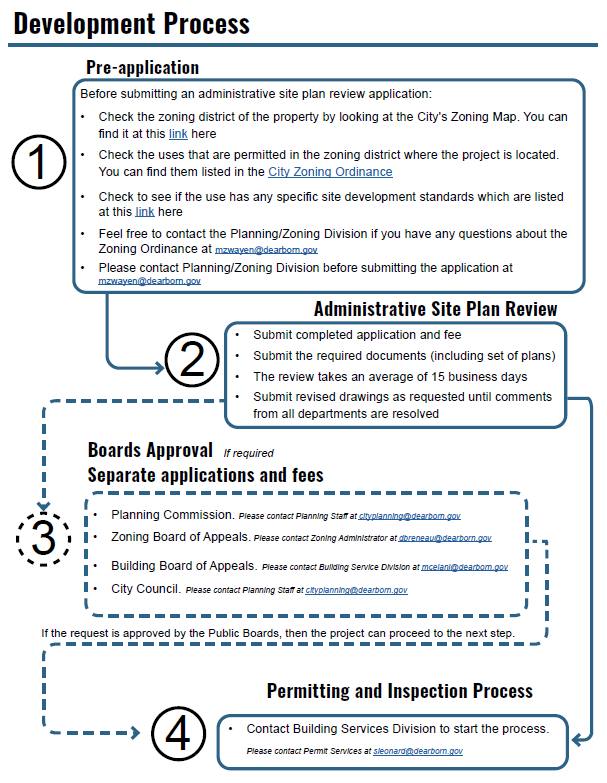 Development Process
Pre-application
Before submitting an administrative site plan review application:
• Check the zoning district of the property by looking at the City's Zoning Map. You can
find it at this link here
• Check the uses that are permitted in the zoning district where the project is located.
You can find them listed in the City Zoning Ordinance
• Check to see if the use has any specific site development standards which are listed
at this link here
• Feel free to contact the Planning/Zoning Division if you have any questions about the
Zoning Ordinance at mzwayen@dearborn.gov
• Please contact Planning/Zoning Division before submitting the application at
mzwayen@dearborn.gov
1
Administrative Site Plan Review
2
• Submit completed application and fee
• Submit the required documents (including set of plans)
• The review takes an average of 15 business days
• Submit revised drawings as requested until comments
from all departments are resolved
Boards Approval If required
Separate applications and fees
3
• Planning Commission. Please contact Planning Staff at cityplanning@dearborn.gov
• Zoning Board of Appeals. Please contact Zoning Administrator at dbreneau@dearborn.gov
• Building Board of Appeals. Please contact Building Service Division at mcelani@dearborn.gov
• City Council. Please contact Planning Staff at cityplanning@dearborn.gov
If the request is approved by the Public Boards, then the project can proceed to the next step.
Permitting and Inspection Process
4
• Contact Building Services Division to start the process.
Please contact Permit Services at sleonard@dearborn.gov